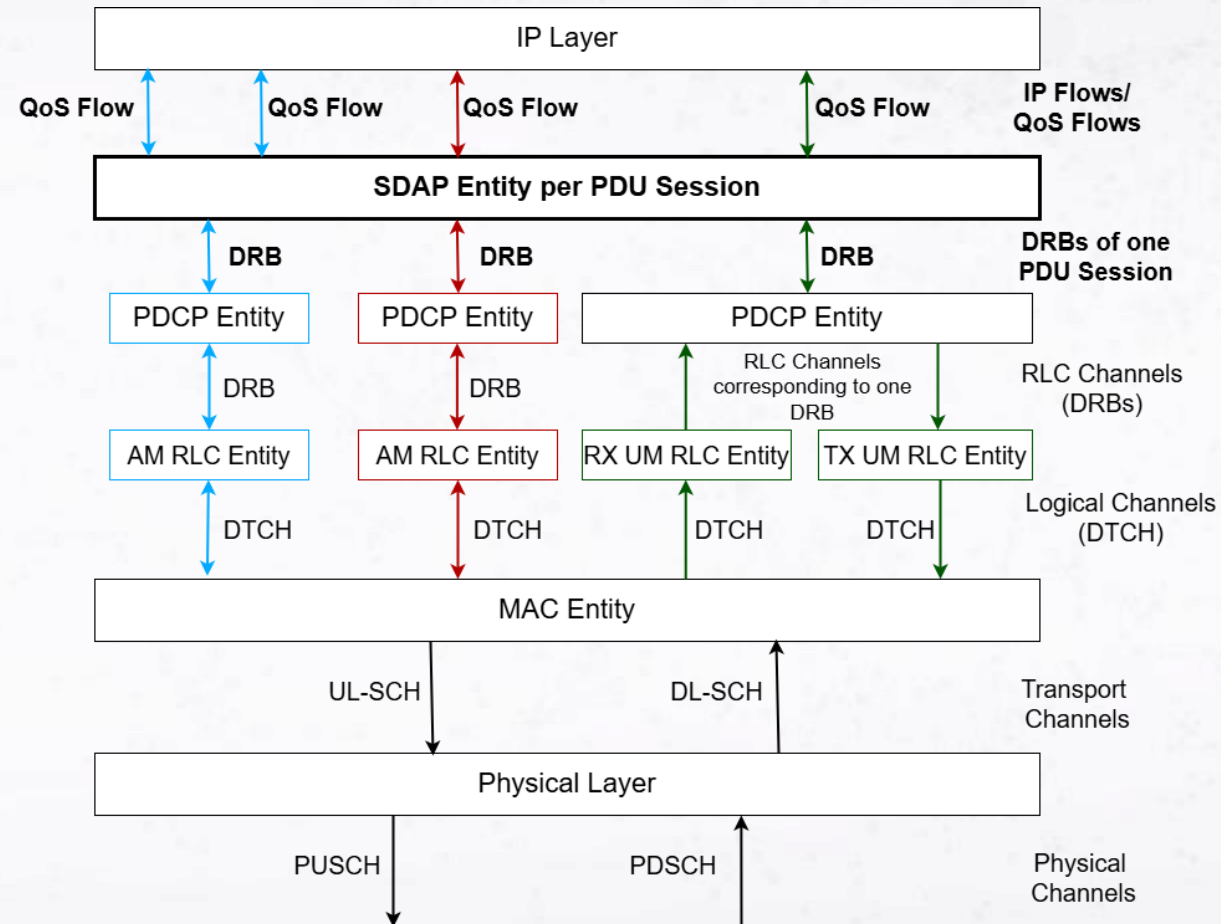 IP Layer
QoS Flow
QoS Flow
QoS Flow
QoS Flow
IP Flows/
QoS Flows
SDAP Entity per PDU Session
DRB
DRB
DRB
DRBs of one
PDU Session
PDCP Entity
PDCP Entity
PDCP Entity
DRB
DRB
RLC Channels
corresponding to one
DRB
RLC Channels
(DRBs)
AM RLC Entity
AM RLC Entity
RX UM RLC Entity
TX UM RLC Entity
DTCH
DTCH
DTCH
DTCH
Logical Channels
(DTCH)
MAC Entity
UL-SCH
DL-SCH
Transport
Channels
Physical Layer
PUSCH
PDSCH
Physical
Channels